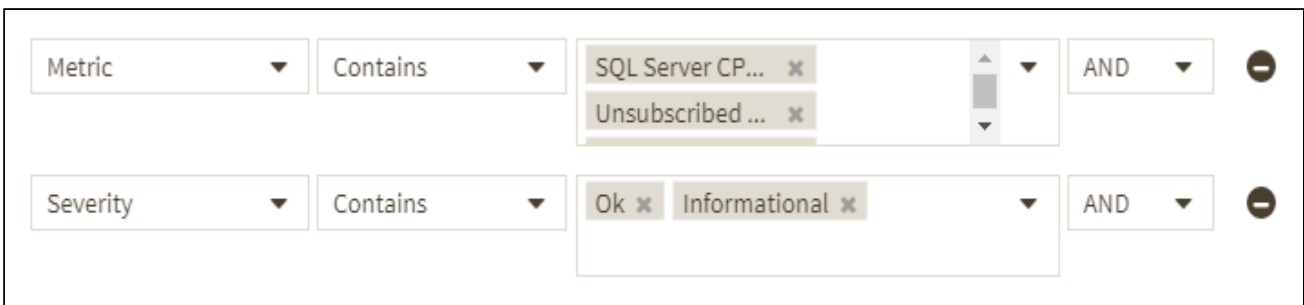 Metric Contains SQL Server CP... AND
Unsubscribed ...
Severity Contains Ok Informational AND